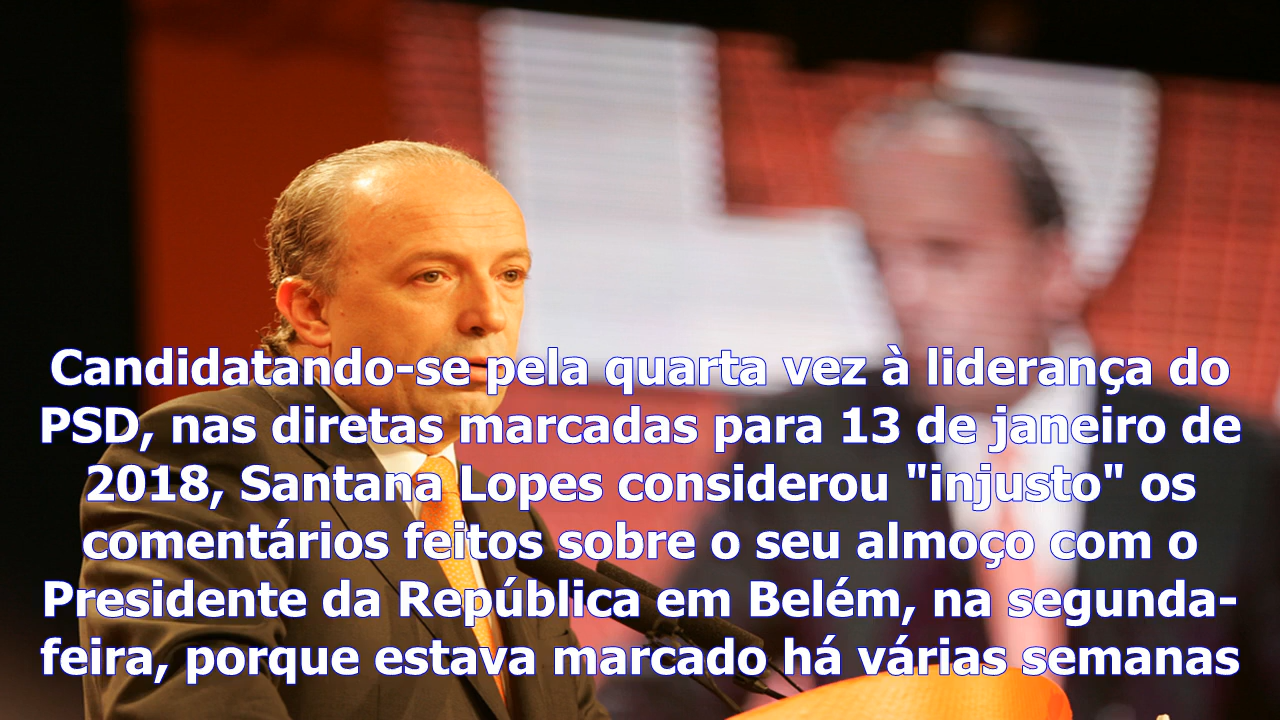 Candidatando-se pela quarta vez à liderança do
PSD, nas diretas marcadas para 13 de janeiro de
2018, Santana Lopes considerou "injusto" os
comentários feitos sobre o seu almoço com o
Presidente da República em Belém, na segunda-
feira, porque estava marcado há várias semanas